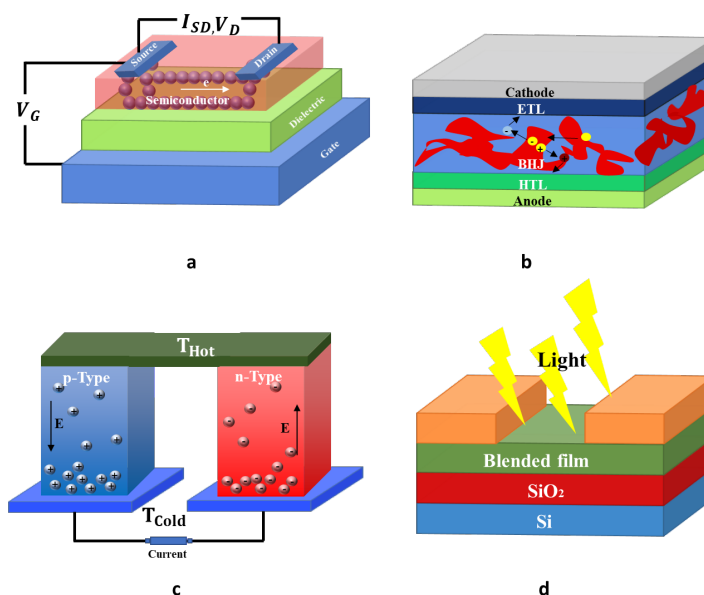 I_SD,V_D
Source
Drain
e^-
Semiconductor
V_G
Dielectric
Gate
a
Cathode
ETL
-
-
+
+
BHJ
HTL
Anode
b
T_Hot
p-Type
n-Type
E
E
T_Cold
Current
c
Light
Blended film
SiO₂
Si
d